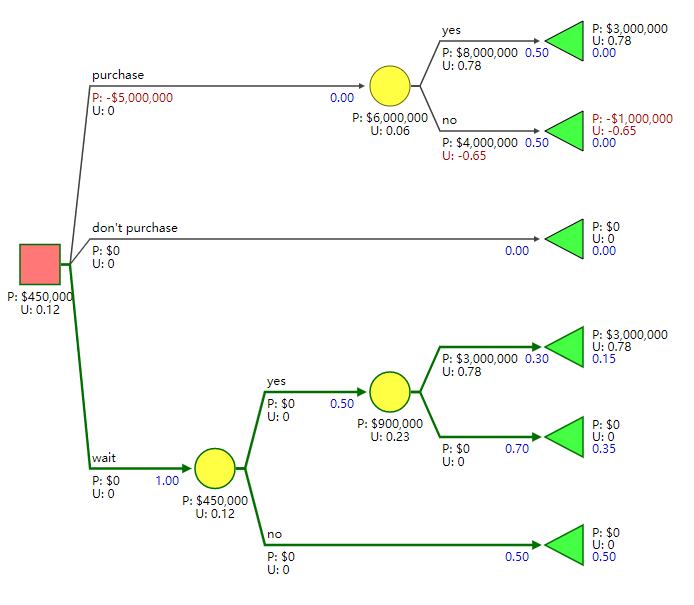 yes
P: $8,000,000 0.50
U: 0.78
P: $3,000,000
U: 0.78
0.00
purchase
P: -$5,000,000 0.00
U: 0
P: $6,000,000
U: 0.06
no
P: $4,000,000 0.50
U: -0.65
P: -$1,000,000
U: -0.65
0.00
don't purchase
P: $0
U: 0
0.00
P: $0
U: 0
0.00
P: $450,000
U: 0.12
wait
P: $0 1.00
U: 0
P: $450,000
U: 0.12
yes
P: $0 0.50
U: 0
P: $900,000
U: 0.23
P: $3,000,000 0.30
U: 0.78
P: $3,000,000
U: 0.78
0.15
P: $0 0.70
U: 0
P: $0
U: 0
0.35
no
P: $0 0.50
U: 0
P: $0
U: 0
0.50